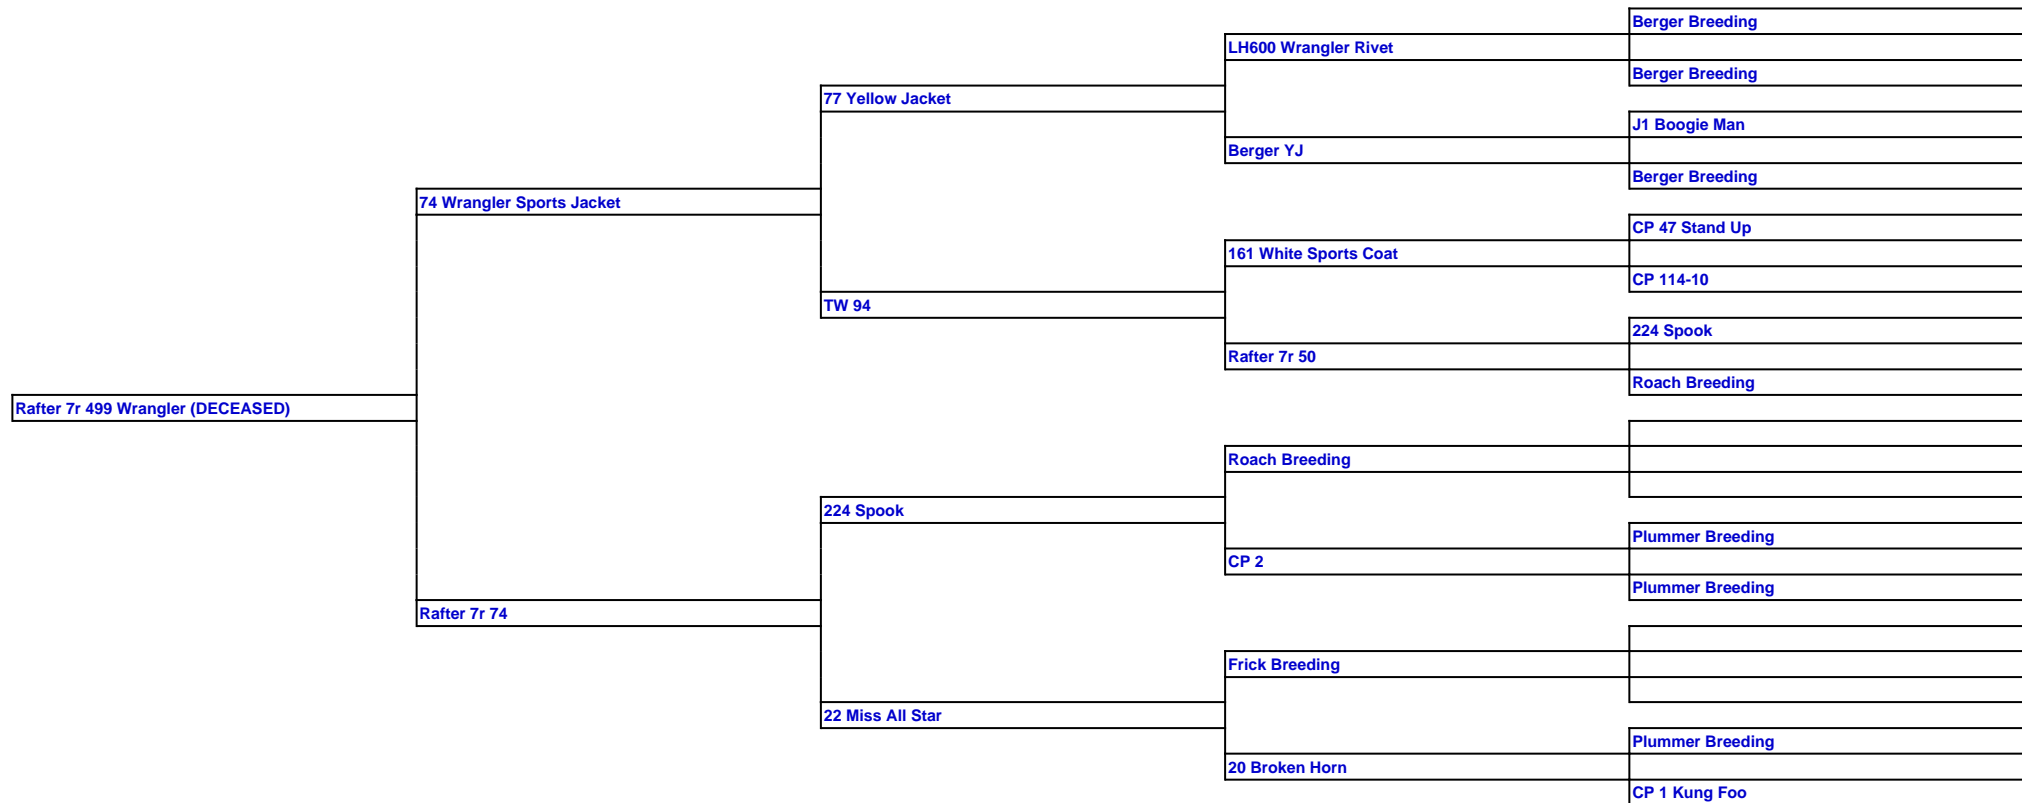 Berger Breeding
LH600 Wrangler Rivet
Berger Breeding
77 Yellow Jacket
J1 Boogie Man
Berger YJ
Berger Breeding
74 Wrangler Sports Jacket
CP 47 Stand Up
161 White Sports Coat
CP 114-10
TW 94
224 Spook
Rafter 7r 50
Roach Breeding
Rafter 7r 499 Wrangler (DECEASED)
Roach Breeding
224 Spook
Plummer Breeding
CP 2
Plummer Breeding
Rafter 7r 74
Frick Breeding
22 Miss All Star
Plummer Breeding
20 Broken Horn
CP 1 Kung Foo